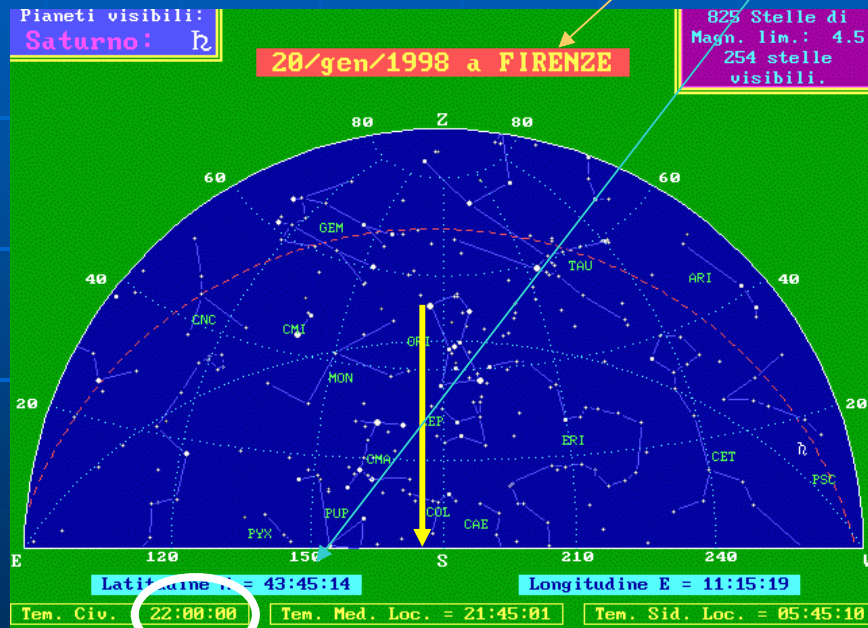 Pianeti visibili:
Saturno: ♄
825 Stelle di
Magn. lim.: 4.5
254 stelle
visibili.
20/gen/1998 a FIRENZE
80 Z 80
60 60
GEM
TAU
ARI
40 40
CNC
CMI
ORI
MON
20 20
ERI
♄
CET
CMA
PSC
PUP
COL
CAE
PYX
E 120 150 S 210 240
Latitudine = 43:45:14
Longitudine E = 11:15:19
Tem. Civ. 22:00:00
Tem. Med. Loc. = 21:45:01
Tem. Sid. Loc. = 05:45:10